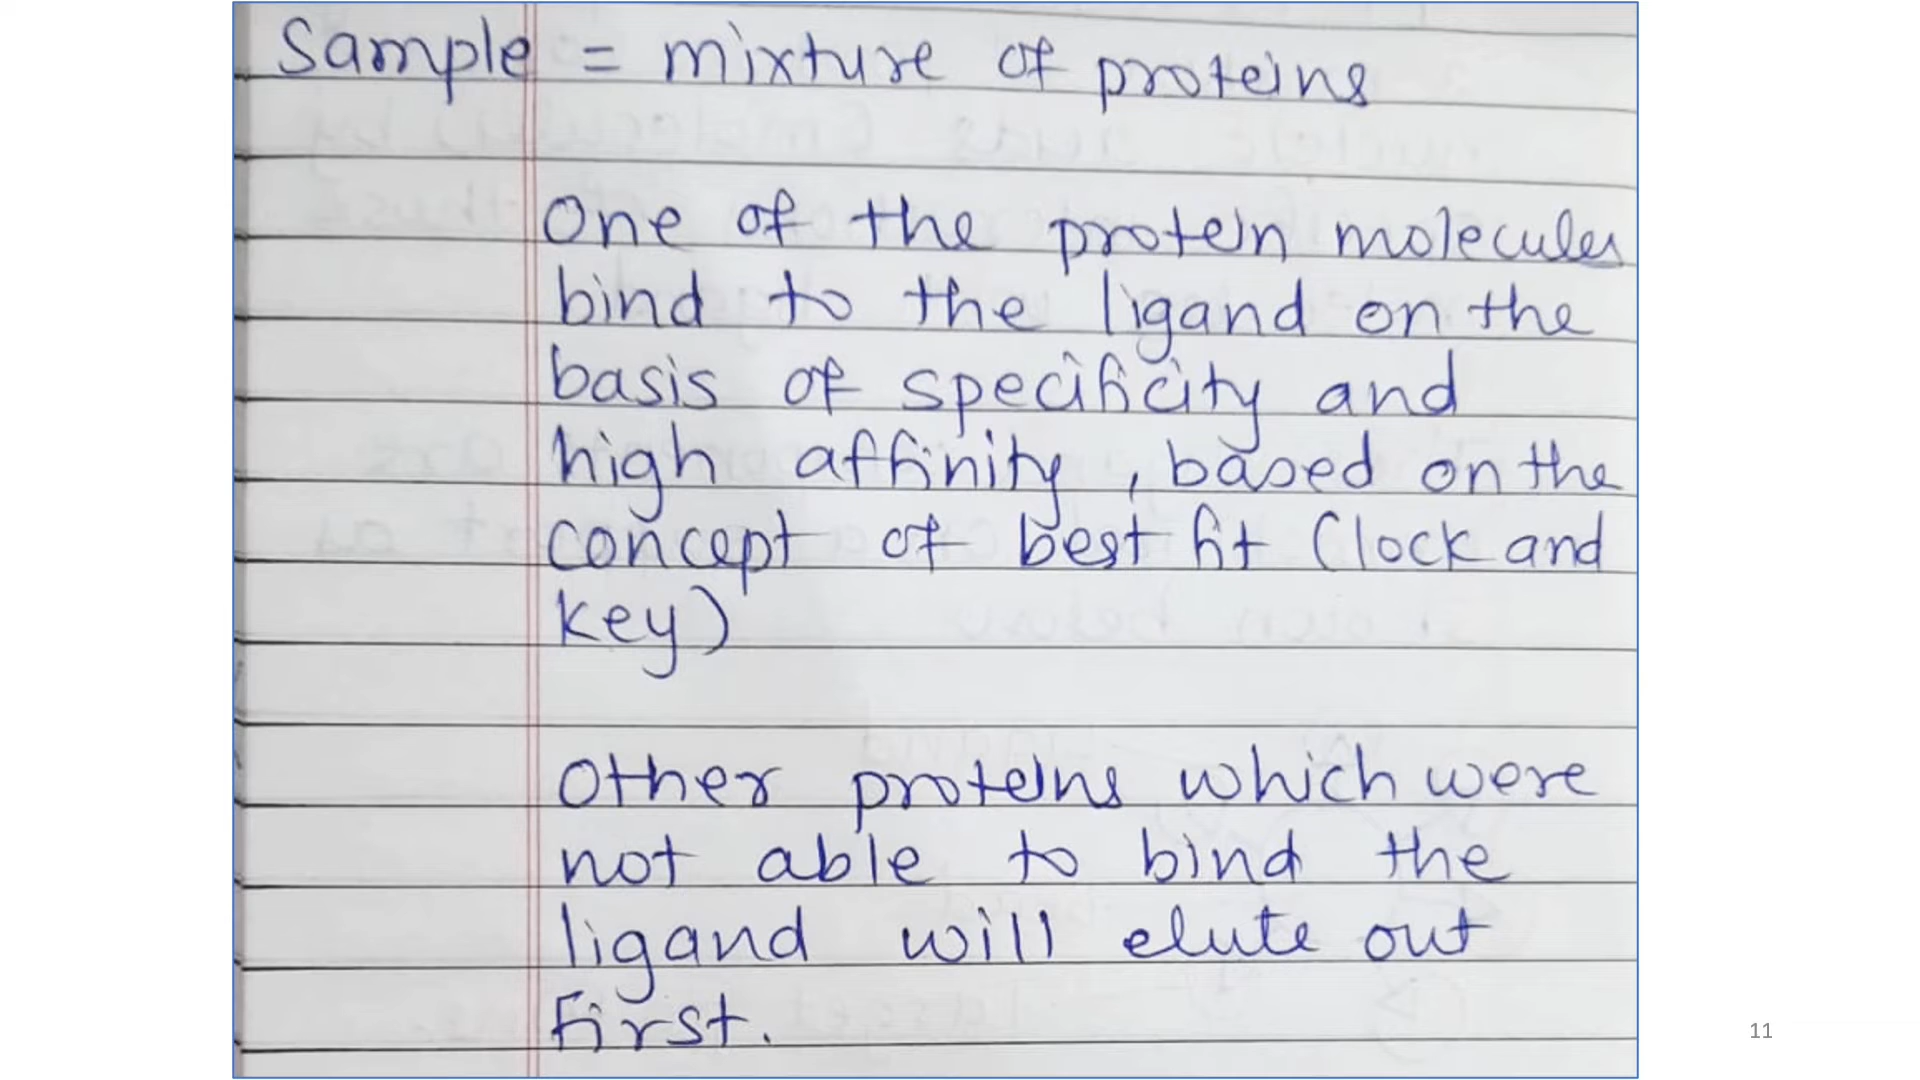 Sample = mixture of proteins
One of the protein molecules
bind to the ligand on the
basis of specificity and
high affinity, based on the
concept of best fit (lock and
key)
Other proteins which were
not able to bind the
ligand will elute out
first.
11